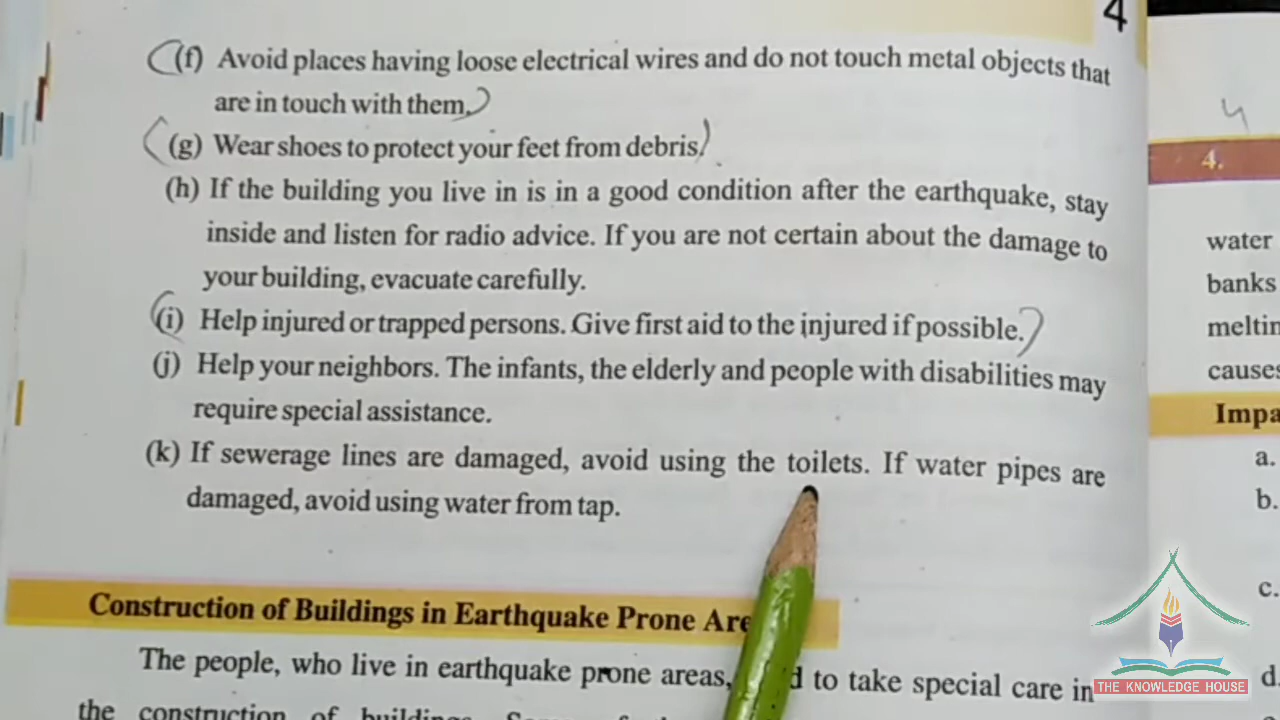 4
(f) Avoid places having loose electrical wires and do not touch metal objects that
are in touch with them.
(g) Wear shoes to protect your feet from debris.
(h) If the building you live in is in a good condition after the earthquake, stay
inside and listen for radio advice. If you are not certain about the damage to
your building, evacuate carefully.
(i) Help injured or trapped persons. Give first aid to the injured if possible.
(j) Help your neighbors. The infants, the elderly and people with disabilities may
require special assistance.
(k) If sewerage lines are damaged, avoid using the toilets. If water pipes are
damaged, avoid using water from tap.
Construction of Buildings in Earthquake Prone
The people, who live in earthquake prone areas, to take special care in
the construction of buildings.
4.
water
banks
a.
b.
c.
d.
THE KNOWLEDGE HOUSE